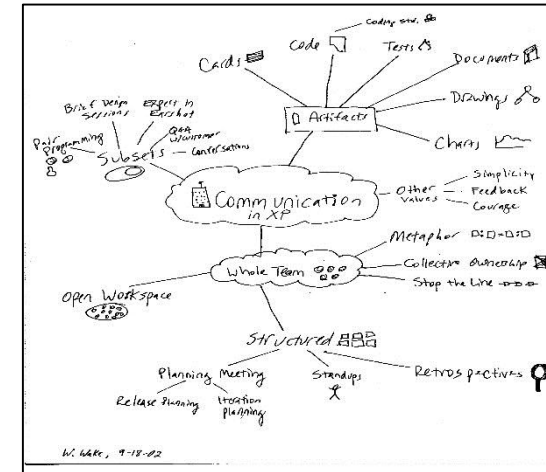 Coding std.
Cards
Code
Tests
Documents
Drawings
Charts
Artifacts
Brief Design
Sessions
Expert in
Earshot
Pair
Programming
Q&A
w/customer
Subsets
Conversations
Communication
in XP
Other
Values
Simplicity
Feedback
Courage
Metaphor
Collective ownership
Stop the Line
Whole Team
Open Workspace
Structured
Planning Meeting
Release Planning
Iteration
planning
Standups
Retrospectives
W. Wake, 9-18-02